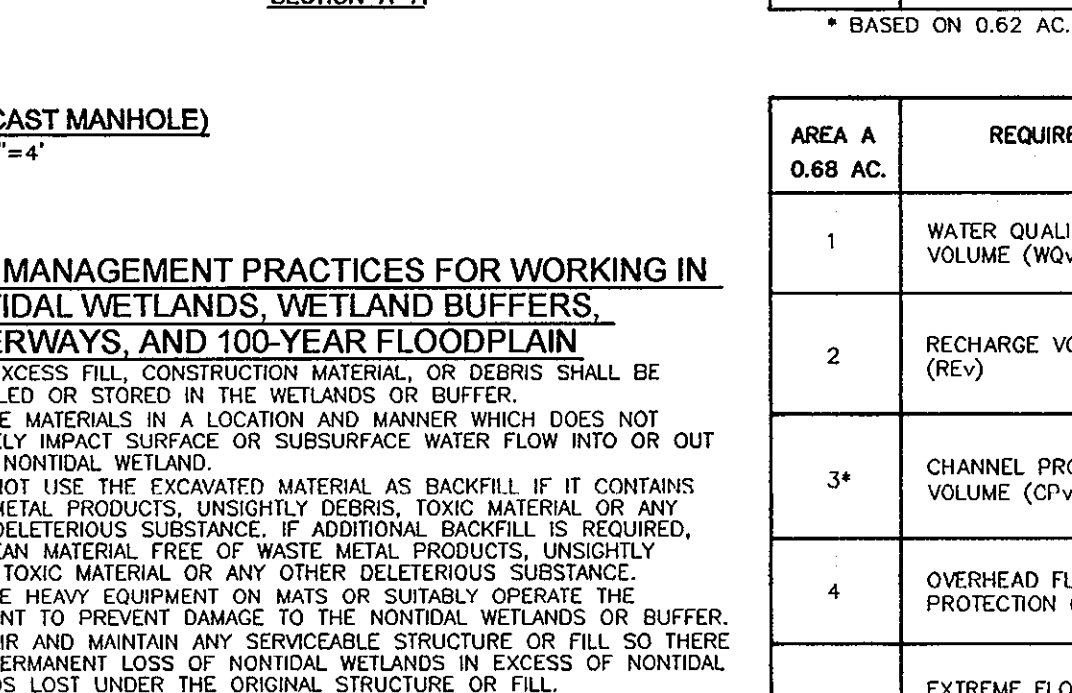 SECTION A-A
CAST MANHOLE)
"=4'
MANAGEMENT PRACTICES FOR WORKING IN
TIDAL WETLANDS, WETLAND BUFFERS,
ERWAYS, AND 100-YEAR FLOODPLAIN
XCESS FILL, CONSTRUCTION MATERIAL, OR DEBRIS SHALL BE
LED OR STORED IN THE WETLANDS OR BUFFER.
E MATERIALS IN A LOCATION AND MANNER WHICH DOES NOT
ELY IMPACT SURFACE OR SUBSURFACE WATER FLOW INTO OR OUT
NONTIDAL WETLAND.
NOT USE THE EXCAVATED MATERIAL AS BACKFILL IF IT CONTAINS
METAL PRODUCTS, UNSIGHTLY DEBRIS, TOXIC MATERIAL OR ANY
DELETERIOUS SUBSTANCE. IF ADDITIONAL BACKFILL IS REQUIRED,
EAN MATERIAL FREE OF WASTE METAL PRODUCTS, UNSIGHTLY
TOXIC MATERIAL OR ANY OTHER DELETERIOUS SUBSTANCE.
E HEAVY EQUIPMENT ON MATS OR SUITABLY OPERATE THE
NT TO PREVENT DAMAGE TO THE NONTIDAL WETLANDS OR BUFFER.
IR AND MAINTAIN ANY SERVICEABLE STRUCTURE OR FILL SO THERE
PERMANENT LOSS OF NONTIDAL WETLANDS IN EXCESS OF NONTIDAL
DS LOST UNDER THE ORIGINAL STRUCTURE OR FILL.
* BASED ON 0.62 AC.
AREA A
0.68 AC.
REQUIRE
1
WATER QUALI
VOLUME (WQv
2
RECHARGE VO
(REv)
3*
CHANNEL PRO
VOLUME (CPv
4
OVERHEAD FL
PROTECTION (
EXTREME FLO